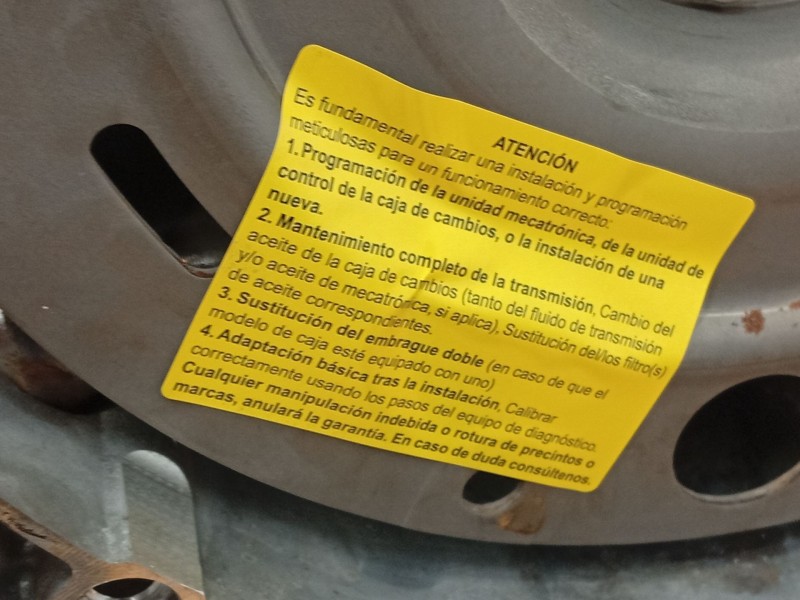 ATENCIÓN
Es fundamental realizar una instalación y programación
meticulosas para un funcionamiento correcto:
1. Programación de la unidad mecatrónica, de la unidad de
control de la caja de cambios, o la instalación de una
nueva.
2. Mantenimiento completo de la transmisión, Cambio del
aceite de la caja de cambios (tanto del fluido de transmisión
y/o aceite de mecatrónica, si aplica), Sustitución del/los filtro(s)
de aceite correspondientes.
3. Sustitución del embrague doble (en caso de que el
modelo de caja esté equipado con uno)
4. Adaptación básica tras la instalación, Calibrar
correctamente usando los pasos del equipo de diagnóstico.
Cualquier manipulación indebida o rotura de precintos o
marcas, anulará la garantía. En caso de duda consúltenos.